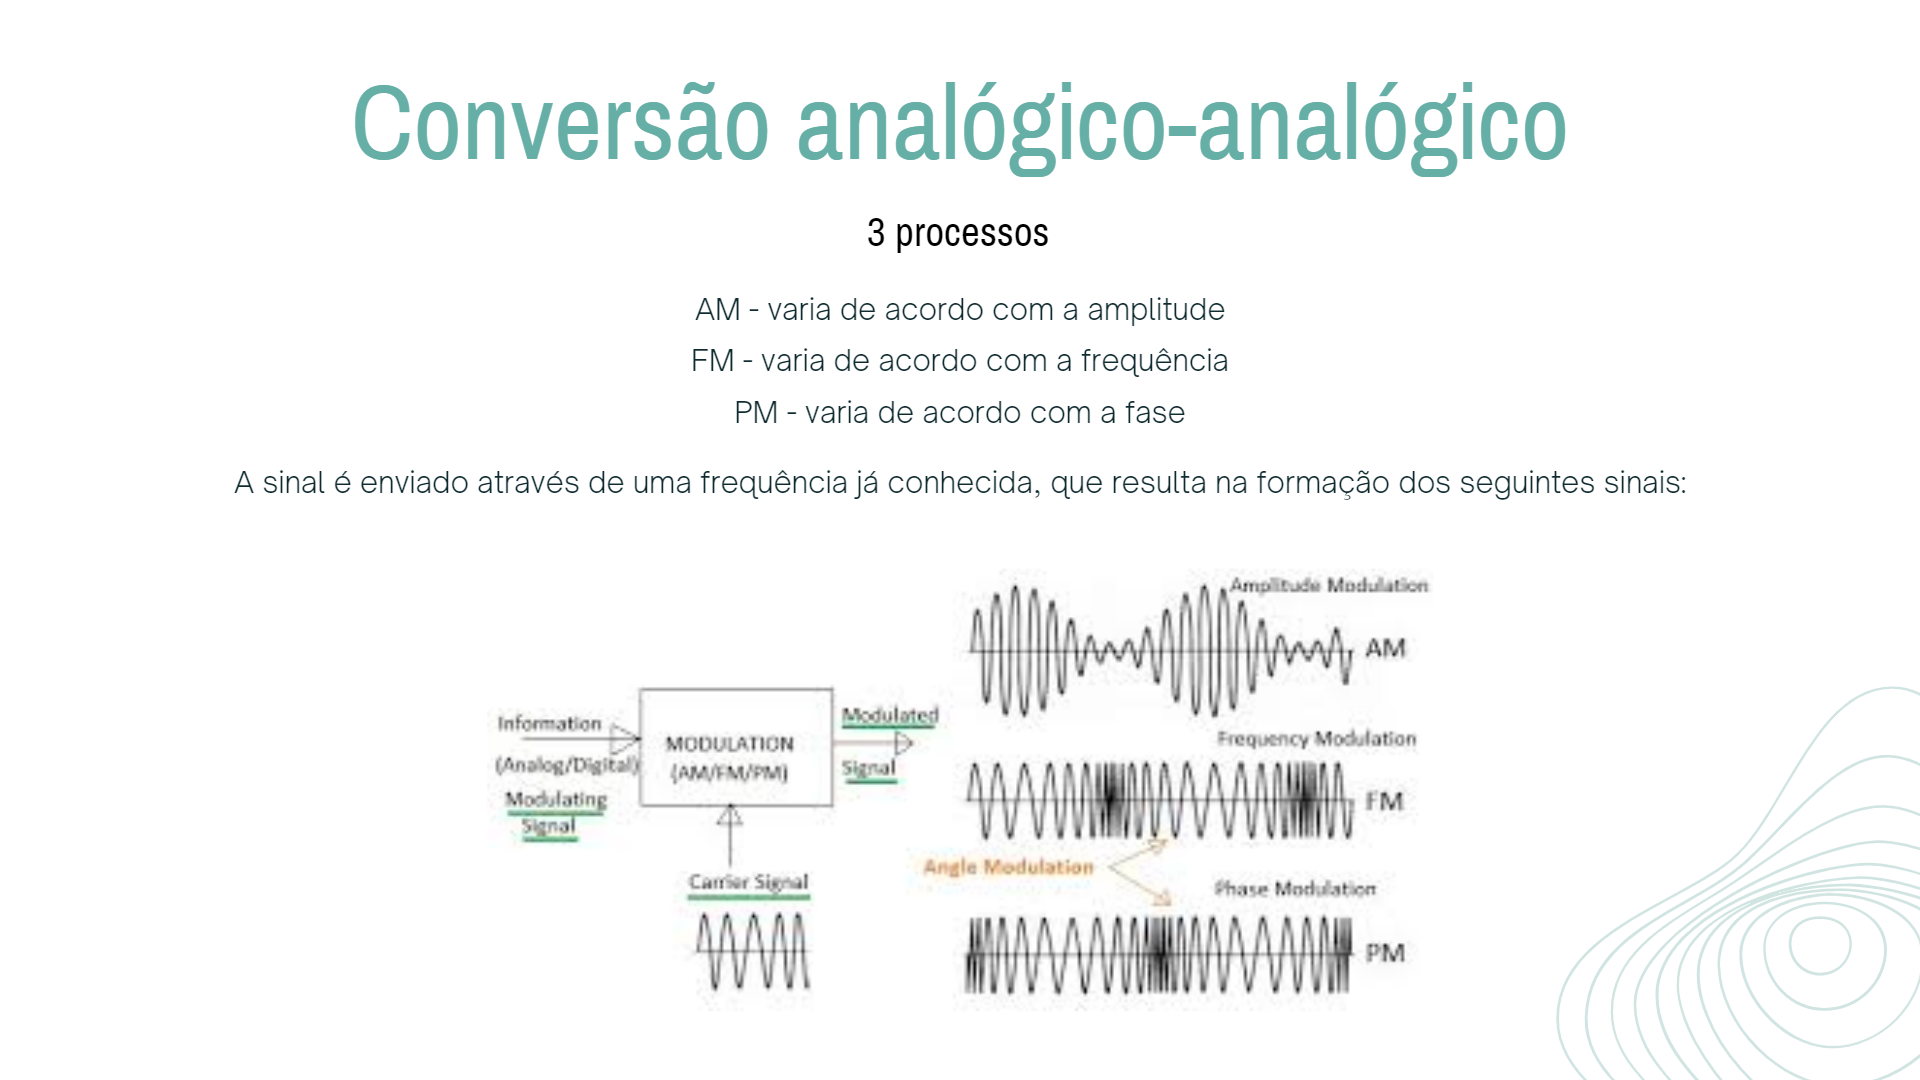 Conversão analógico-analógico
3 processos
AM - varia de acordo com a amplitude
FM - varia de acordo com a frequência
PM - varia de acordo com a fase
A sinal é enviado através de uma frequência já conhecida, que resulta na formação dos seguintes sinais:
Amplitude Modulation
AM
Information
(Analog/Digital)
Modulating
Signal
MODULATION
(AM/FM/PM)
Modulated
Signal
Carrier Signal
Frequency Modulation
FM
Angle Modulation
Phase Modulation
PM